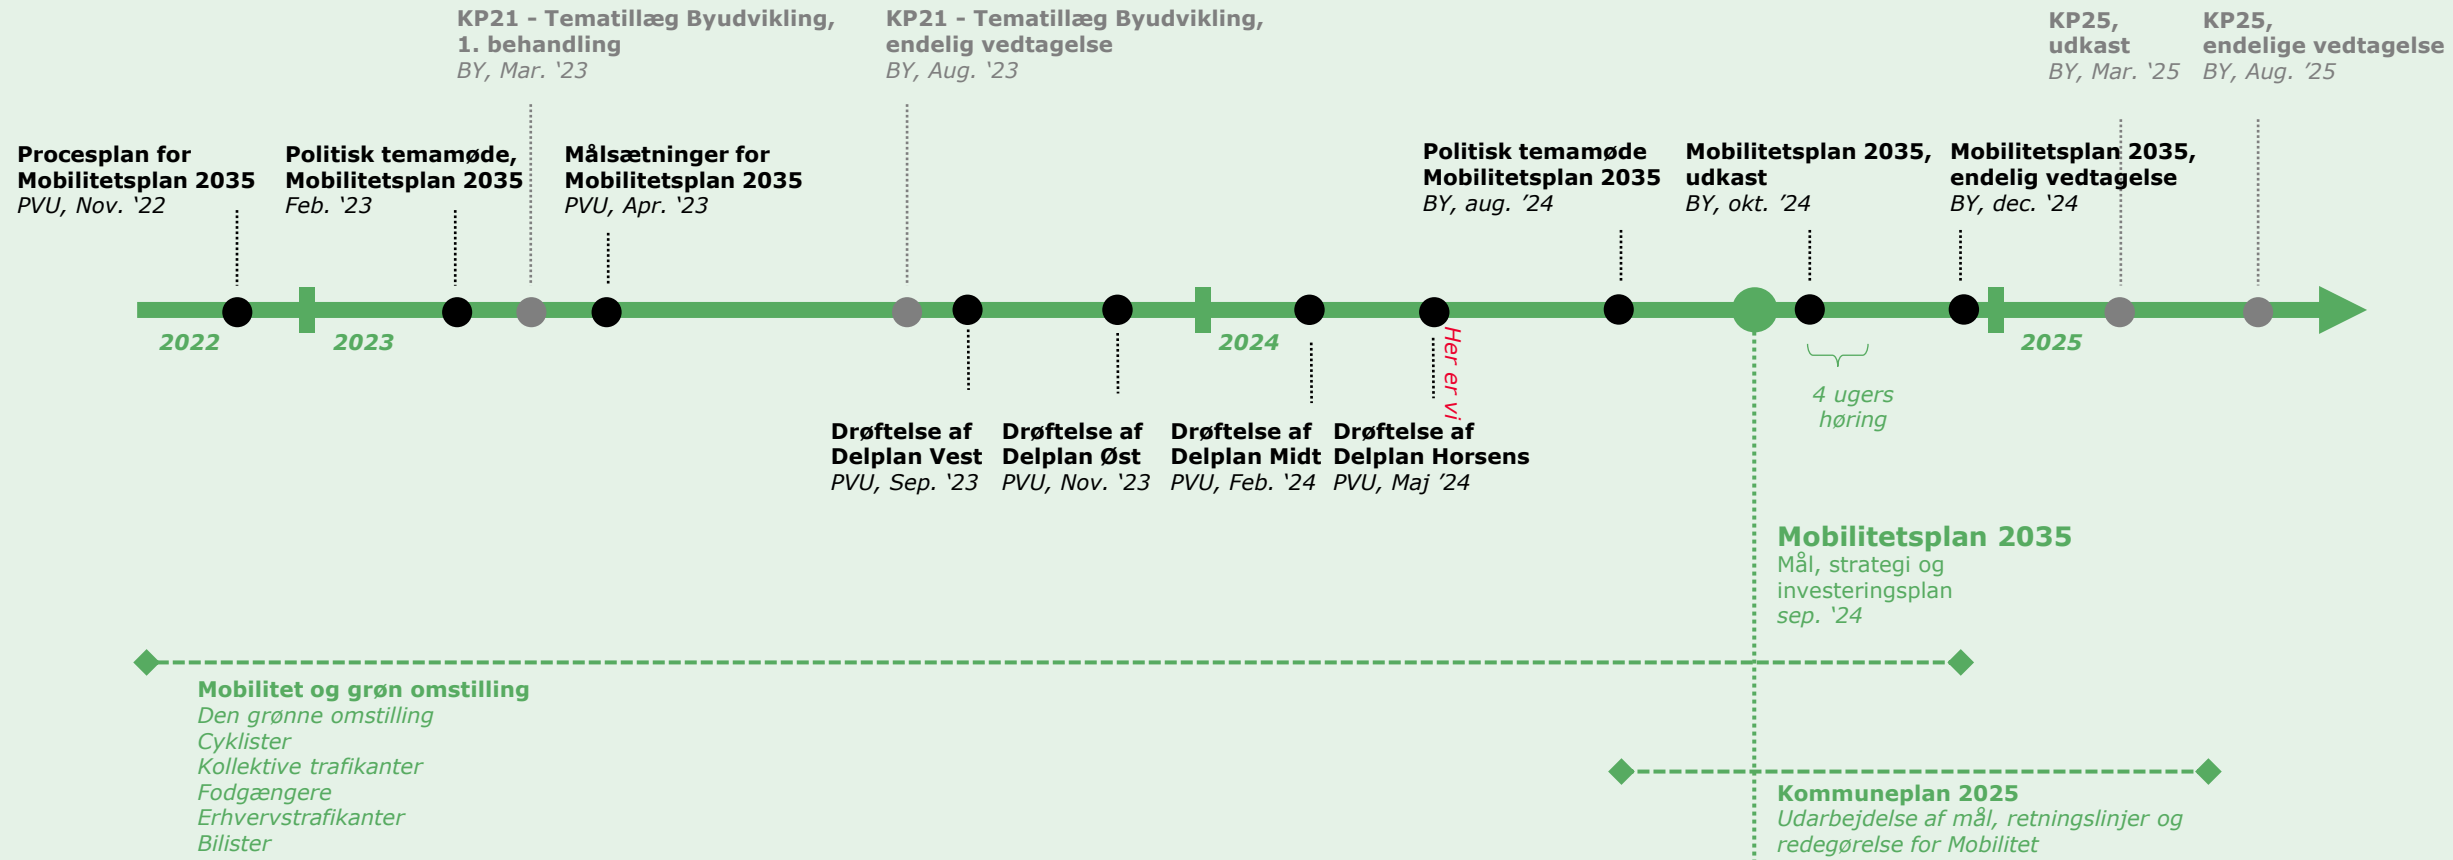 KP21 - Tematillæg Byudvikling,
1. behandling
BY, Mar. ‘23
KP21 - Tematillæg Byudvikling,
endelig vedtagelse
BY, Aug. ‘23
KP25,
udkast
BY, Mar. ‘25
KP25,
endelige vedtagelse
BY, Aug. ’25
Procesplan for
Mobilitetsplan 2035
PVU, Nov. ‘22
Politisk temamøde,
Mobilitetsplan 2035
Feb. ‘23
Målsætninger for
Mobilitetsplan 2035
PVU, Apr. ‘23
Politisk temamøde
Mobilitetsplan 2035
BY, aug. ’24
Mobilitetsplan 2035,
udkast
BY, okt. ’24
Mobilitetsplan 2035,
endelig vedtagelse
BY, dec. ‘24
2022
2023
2024
2025
Her er vi
4 ugers
høring
Drøftelse af
Delplan Vest
PVU, Sep. ‘23
Drøftelse af
Delplan Øst
PVU, Nov. ‘23
Drøftelse af
Delplan Midt
PVU, Feb. ‘24
Drøftelse af
Delplan Horsens
PVU, Maj ’24
Mobilitetsplan 2035
Mål, strategi og
investeringsplan
sep. ‘24
Mobilitet og grøn omstilling
Den grønne omstilling
Cyklister
Kollektive trafikanter
Fodgængere
Erhvervstrafikanter
Bilister
Kommuneplan 2025
Udarbejdelse af mål, retningslinjer og
redegørelse for Mobilitet